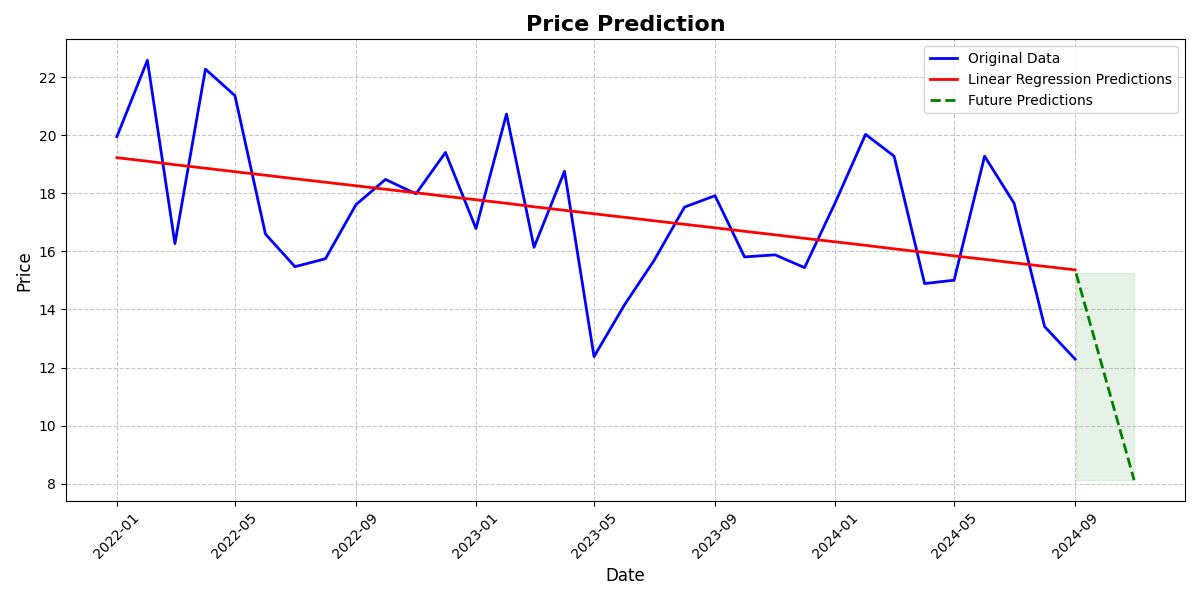 Price Prediction
Original Data
Linear Regression Predictions
Future Predictions
Price
22
20
18
16
14
12
10
8
2022-01
2022-05
2022-09
2023-01
2023-05
2023-09
2024-01
2024-05
2024-09
Date